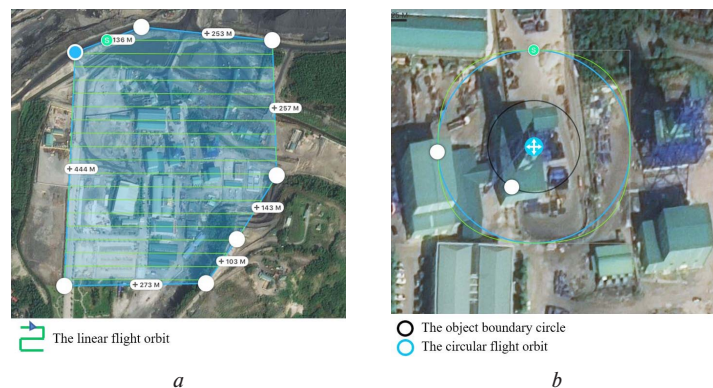 S
136 M
+ 253 M
+ 257 M
+ 444 M
+ 143 M
+ 103 M
+ 273 M
The linear flight orbit
a
S
The object boundary circle
The circular flight orbit
b